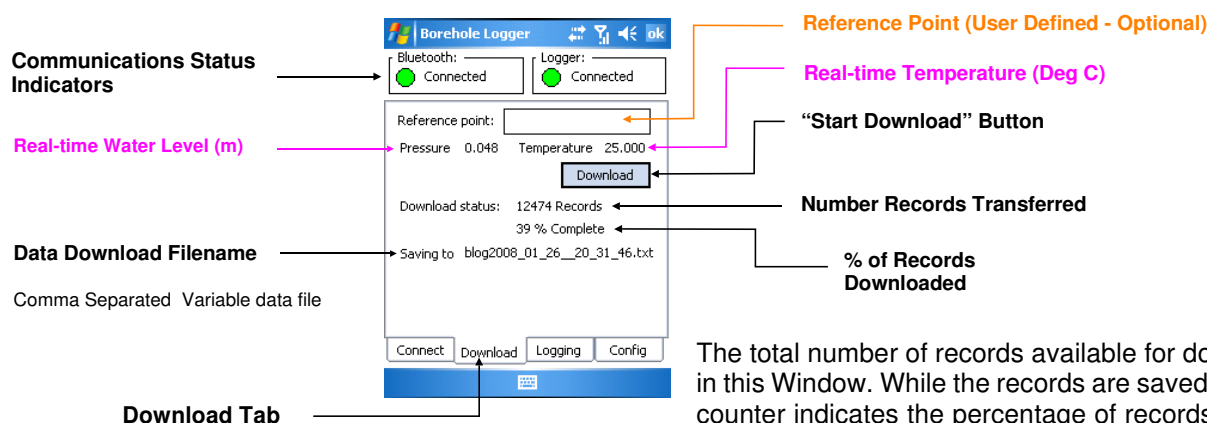 Reference Point (User Defined - Optional)
Borehole Logger
ok
Communications Status
Indicators
Bluetooth:
Connected
Logger:
Connected
Real-time Temperature (Deg C)
Reference point:
“Start Download” Button
Real-time Water Level (m)
Pressure 0.048 Temperature 25.000
Download
Download status: 12474 Records
Number Records Transferred
39 % Complete
Data Download Filename
Saving to blog2008_01_26__20_31_46.txt
% of Records
Downloaded
Comma Separated Variable data file
Connect Download Logging Config
The total number of records available for do
in this Window. While the records are saved
counter indicates the percentage of records
Download Tab